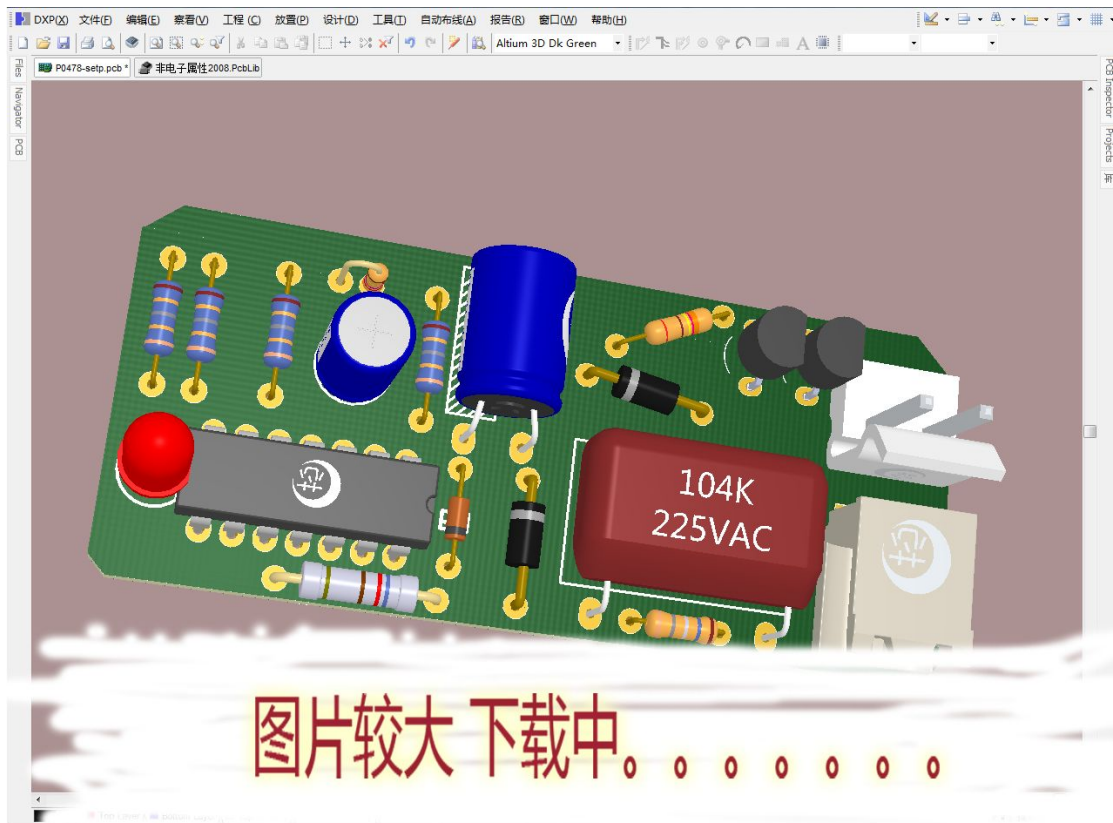 DXP(X) 文件(F) 编辑(E) 察看(V) 工程(C) 放置(P) 设计(D) 工具(T) 自动布线(A) 报告(R) 窗口(W) 帮助(H)
Altium 3D Dk Green
P0478-setp.pcb * 非电子属性2008.PcbLib
Files
Navigator
PCB
PCB Inspector
Projects
库
104K
225VAC
图片较大 下载中。。。。。。。